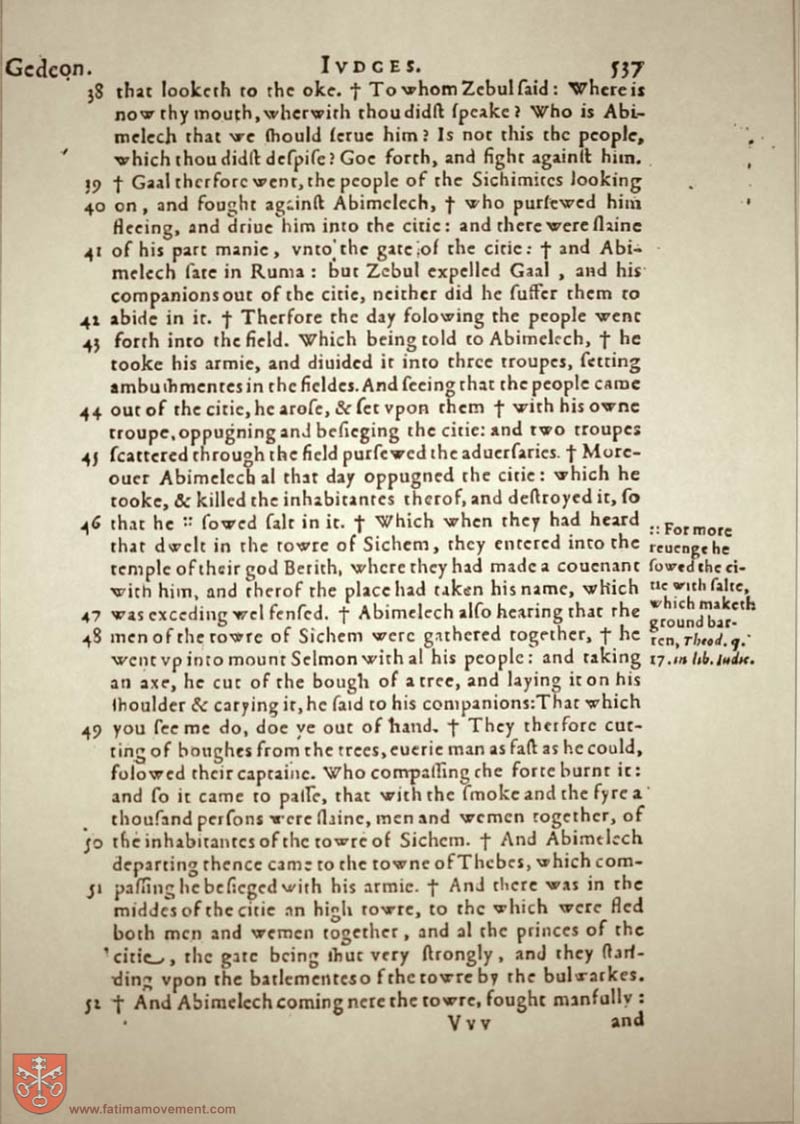 Gedeon. IVDGES. 537
38 that looketh to the oke. † To whom Zebul ſaid: Where is
now thy mouth, wherwith thou didſt ſpeake? Who is Abi-
melech that we ſhould ſerue him? Is not this the people,
which thou didſt deſpiſe? Goe forth, and fight againſt him.
39 † Gaal therfore went, the people of the Sichimites looking
40 on, and fought againſt Abimelech, † who purſewed him
fleeing, and driue him into the citie: and there were ſlaine
41 of his part manie, vnto the gate of the citie: † and Abi-
melech ſate in Ruma: but Zebul expelled Gaal, and his
companions out of the citie, neither did he ſuffer them to
42 abide in it. † Therfore the day folowing the people went
43 forth into the field. Which being told to Abimelech, † he
tooke his armie, and diuided it into three troupes, ſetting
ambuſhmentes in the fieldes. And ſeeing that the people came
44 out of the citie, he aroſe, & ſet vpon them † with his owne
troupe, oppugning and beſieging the citie: and two troupes
45 ſcattered through the field purſewed the aduerſaries. † More-
ouer Abimelech al that day oppugned the citie: which he
tooke, & killed the inhabitantes therof, and deſtroyed it, ſo
46 that he :: ſowed ſalt in it. † Which when they had heard
that dwelt in the towre of Sichem, they entered into the
temple of their god Berith, where they had made a couenant
with him, and therof the place had taken his name, which
47 was exceding wel fenſed. † Abimelech alſo hearing that the
48 men of the towre of Sichem were gathered together, † he
went vp into mount Selmon with al his people: and taking
an axe, he cut of the bough of a tree, and laying it on his
ſhoulder & carying it, he ſaid to his companions: That which
49 you ſee me do, doe ye out of hand. † They therfore cut-
ting of boughes from the trees, euerie man as faſt as he could,
folowed their captaine. Who compaſſing the forte burnt it:
and ſo it came to paſſe, that with the ſmoke and the fyre a
thouſand perſons were ſlaine, men and wemen together, of
50 the inhabitantes of the towre of Sichem. † And Abimelech
departing thence came to the towne of Thebes, which com-
51 paſſing he beſieged with his armie. † And there was in the
middes of the citie an high towre, to the which were fled
both men and wemen together, and al the princes of the
citie, the gate being ſhut very ſtrongly, and they ſtan-
ding vpon the batlementes of the towre by the bulwarkes.
52 † And Abimelech coming nere the towre, fought manfully:
Vvv and
:: For more
reuenge he
ſowed the ci-
tie with ſalte,
which maketh
ground bar-
ren, Theod. q.
17. in lib. Iudic.
www.fatimamovement.com